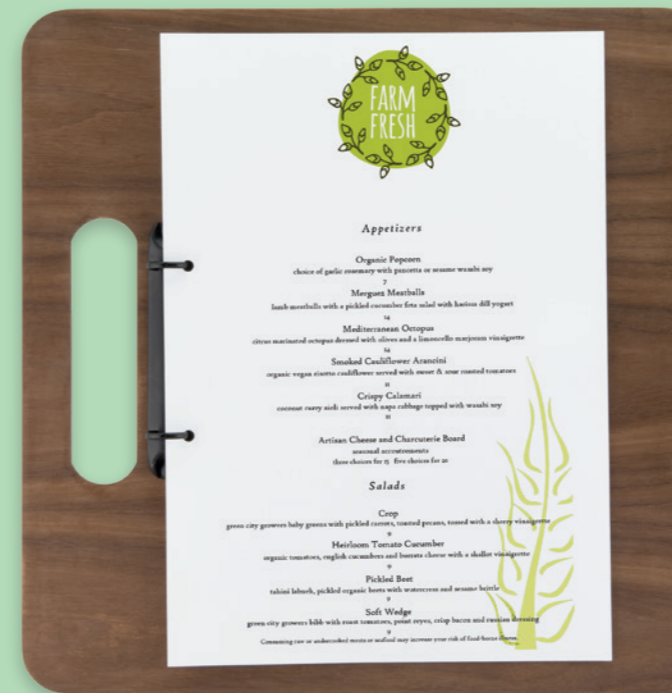 FARM
FRESH
Appetizers
Organic Popcorn
choice of garlic rosemary with pancetta or sesame wasabi soy
7
Merguez Meatballs
lamb meatballs with a pickled cucumber feta salad with harissa dill yogurt
14
Mediterranean Octopus
citrus marinated octopus dressed with olives and a limoncello marjoram vinaigrette
14
Smoked Cauliflower Arancini
organic vegan risotto cauliflower served with sweet & sour roasted tomatoes
11
Crispy Calamari
coconut curry aioli served with napa cabbage topped with wasabi soy
11
Artisan Cheese and Charcuterie Board
seasonal accoutrements
three choices for 15 five choices for 20
Salads
Crop
green city growers baby greens with pickled carrots, toasted pecans, tossed with a sherry vinaigrette
9
Heirloom Tomato Cucumber
organic tomatoes, english cucumbers and burrata cheese with a shallot vinaigrette
9
Pickled Beet
tahini labneh, pickled organic beets with watercress and sesame brittle
9
Soft Wedge
green city growers bibb with roast tomatoes, point reyes, crisp bacon and russian dressing
9
Consuming raw or undercooked meats or seafood may increase your risk of food-borne illness.